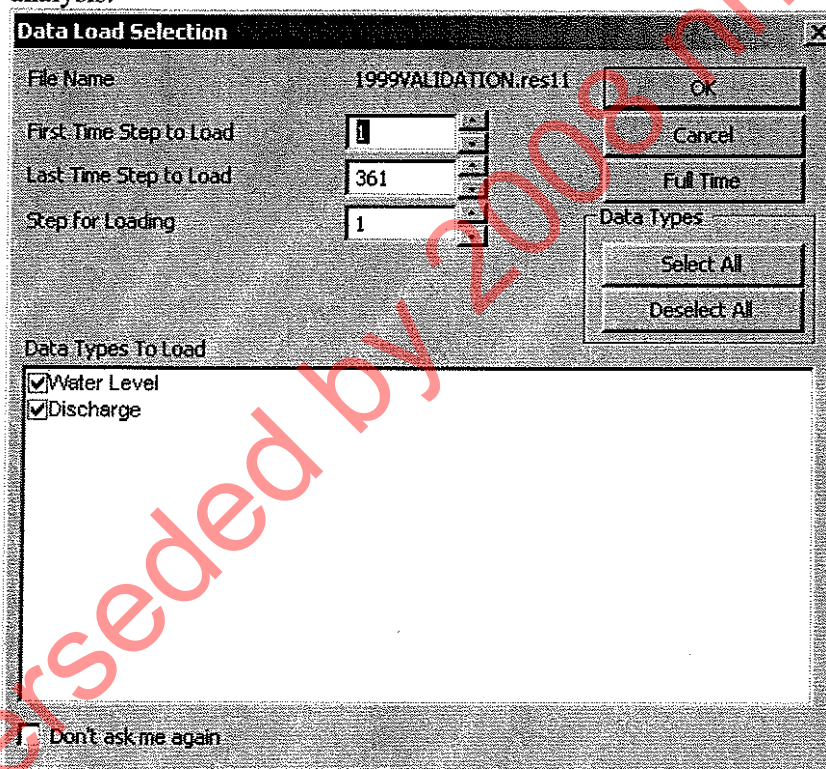 analysis.
Data Load Selection
File Name 1999VALIDATION.res11
OK
First Time Step to Load 1
Cancel
Last Time Step to Load 361
Full Time
Step for Loading 1
Data Types
Select All
Deselect All
Data Types To Load
Water Level
Discharge
Don't ask me again
erseded by 2008